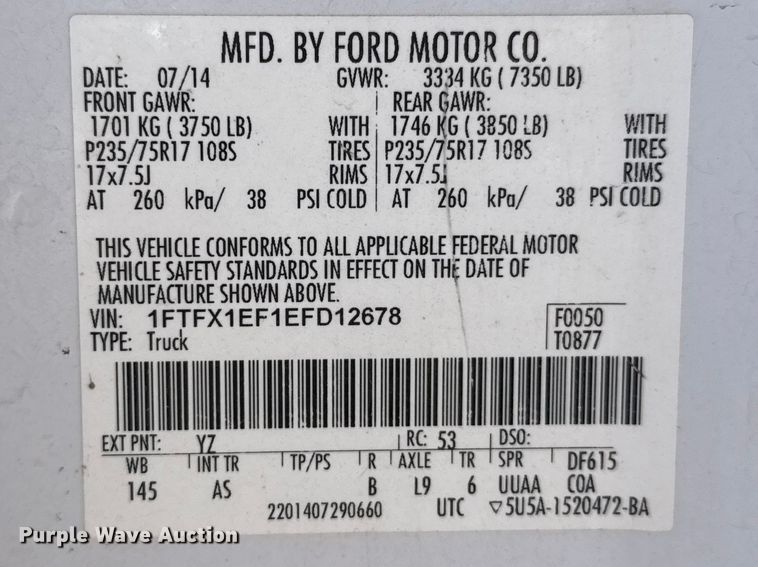 MFD. BY FORD MOTOR CO.
DATE: 07/14 GVWR: 3334 KG ( 7350 LB)
FRONT GAWR: REAR GAWR:
1701 KG ( 3750 LB) WITH 1746 KG ( 3850 LB) WITH
P235/75R17 108S TIRES P235/75R17 108S TIRES
17x7.5J RIMS 17x7.5J RIMS
AT 260 kPa/ 38 PSI COLD AT 260 kPa/ 38 PSI COLD
THIS VEHICLE CONFORMS TO ALL APPLICABLE FEDERAL MOTOR
VEHICLE SAFETY STANDARDS IN EFFECT ON THE DATE OF
MANUFACTURE SHOWN ABOVE.
VIN: 1FTFX1EF1EFD12678 F0050
TYPE: Truck T0877
EXT PNT: YZ RC: 53 DSO:
WB INT TR TP/PS R AXLE TR SPR DF615
145 AS B L9 6 UUAA COA
2201407290660 UTC ▽5U5A-1520472-BA
Purple Wave Auction